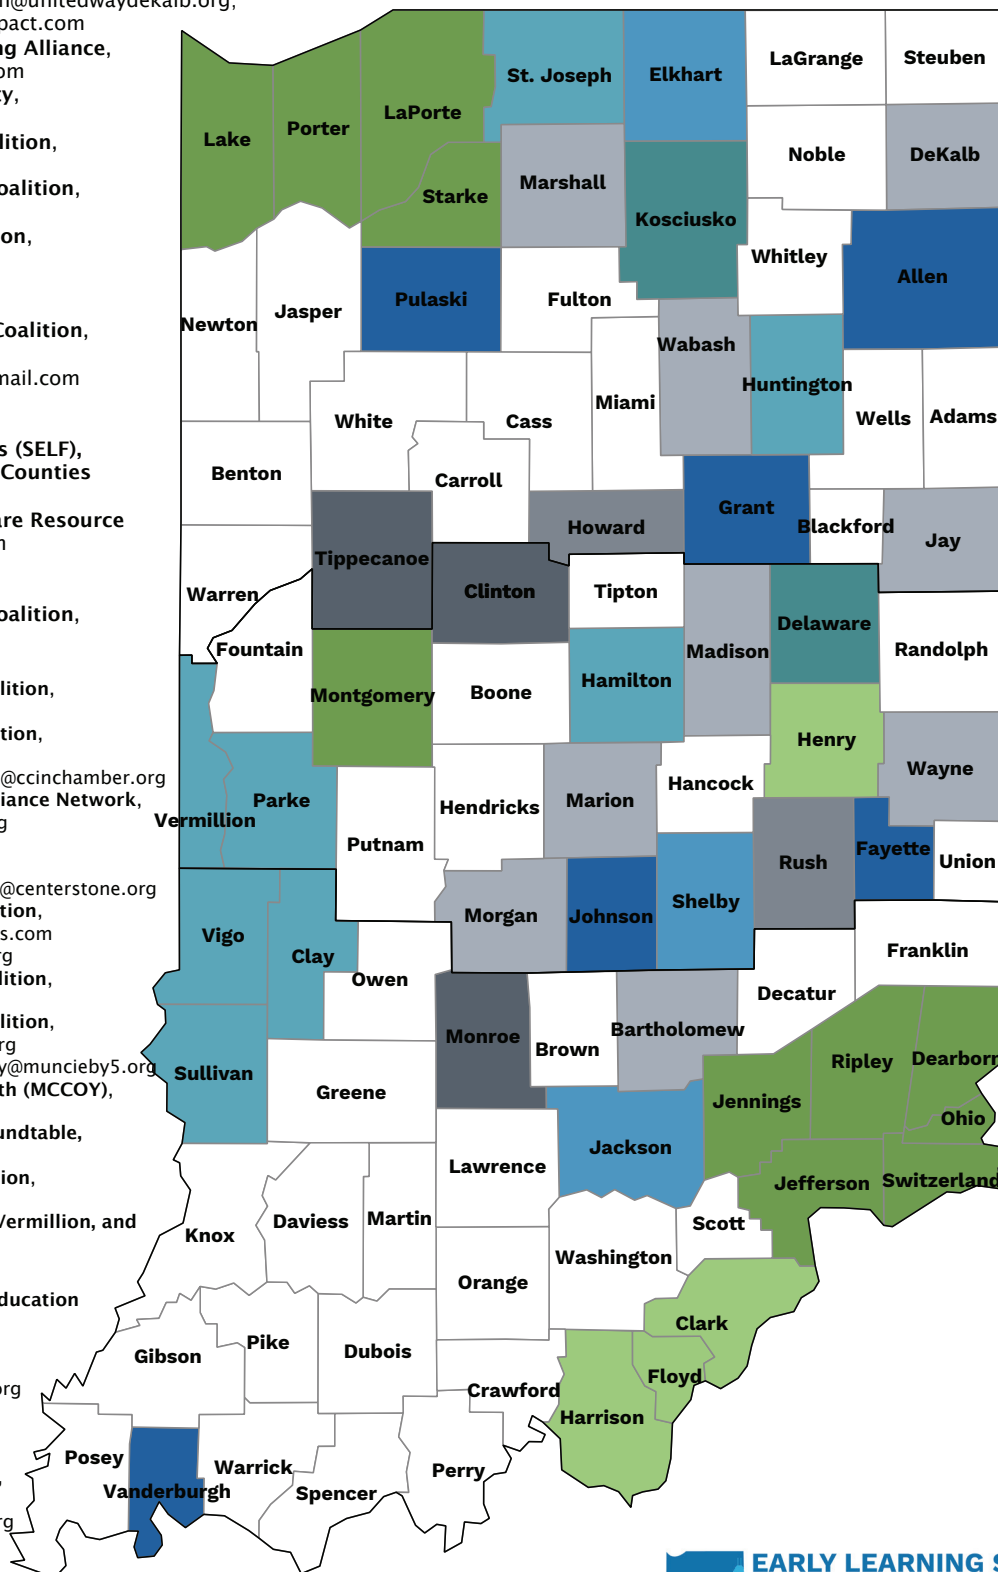 n@unitedwaydekalb.org,
pact.com
ng Alliance,
om
ty,
lition,
oalition,
on,
Coalition,
mail.com
s (SELF),
Counties
are Resource
n
oalition,
lition,
tion,
@ccinchamber.org
iance Network,
g
@centerstone.org
tion,
s.com
rg
lition,
lition,
rg
y@muncieby5.org
th (MCCOY),
undtable,
ion,
Vermillion, and
ducation
org
,
rg
LaGrange
Steuben
St. Joseph
Elkhart
LaPorte
Lake
Porter
Noble
DeKalb
Marshall
Starke
Kosciusko
Whitley
Allen
Pulaski
Fulton
Jasper
Newton
Wabash
Huntington
Miami
White
Cass
Wells
Adams
Benton
Carroll
Grant
Howard
Blackford
Jay
Tippecanoe
Clinton
Tipton
Warren
Delaware
Fountain
Madison
Randolph
Hamilton
Montgomery
Boone
Henry
Wayne
Hancock
Parke
Marion
Hendricks
Vermillion
Putnam
Rush
Fayette
Union
Shelby
Morgan
Johnson
Vigo
Clay
Franklin
Owen
Decatur
Monroe
Bartholomew
Brown
Ripley
Dearborn
Sullivan
Greene
Jennings
Ohio
Jackson
Lawrence
Jefferson
Switzerland
Martin
Daviess
Scott
Knox
Washington
Orange
Clark
Pike
Dubois
Gibson
Floyd
Crawford
Harrison
Posey
Warrick
Perry
Vanderburgh
Spencer
EARLY LEARNING S